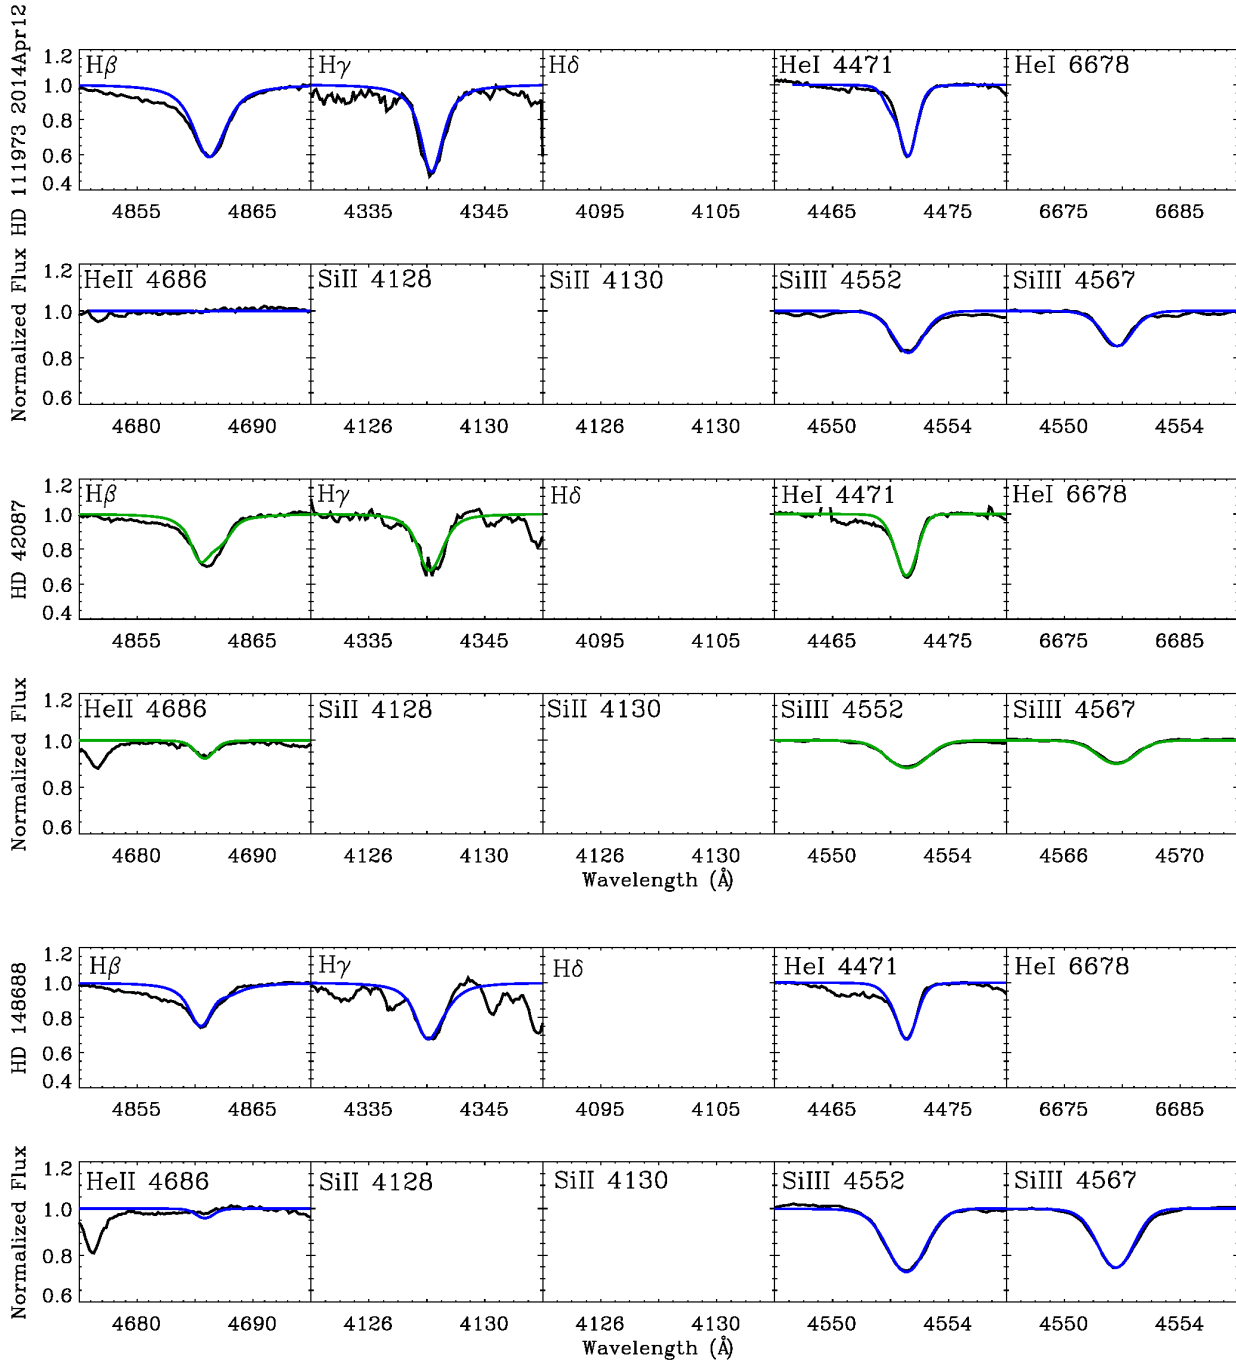 HD 111973 2014Apr12
1.2 Hβ Hγ Hδ HeI 4471 HeI 6678
1.0
0.8
0.6
0.4
4855 4865 4335 4345 4095 4105 4465 4475 6675 6685
Normalized Flux
1.2 HeII 4686 SiII 4128 SiII 4130 SiIII 4552 SiIII 4567
1.0
0.8
0.6
4680 4690 4126 4130 4126 4130 4550 4554 4550 4554
HD 42087
1.2 Hβ Hγ Hδ HeI 4471 HeI 6678
1.0
0.8
0.6
0.4
4855 4865 4335 4345 4095 4105 4465 4475 6675 6685
Normalized Flux
1.2 HeII 4686 SiII 4128 SiII 4130 SiIII 4552 SiIII 4567
1.0
0.8
0.6
4680 4690 4126 4130 4126 4130 4550 4554 4566 4570
Wavelength (Å)
HD 148688
1.2 Hβ Hγ Hδ HeI 4471 HeI 6678
1.0
0.8
0.6
0.4
4855 4865 4335 4345 4095 4105 4465 4475 6675 6685
Normalized Flux
1.2 HeII 4686 SiII 4128 SiII 4130 SiIII 4552 SiIII 4567
1.0
0.8
0.6
4680 4690 4126 4130 4126 4130 4550 4554 4550 4554
Wavelength (Å)